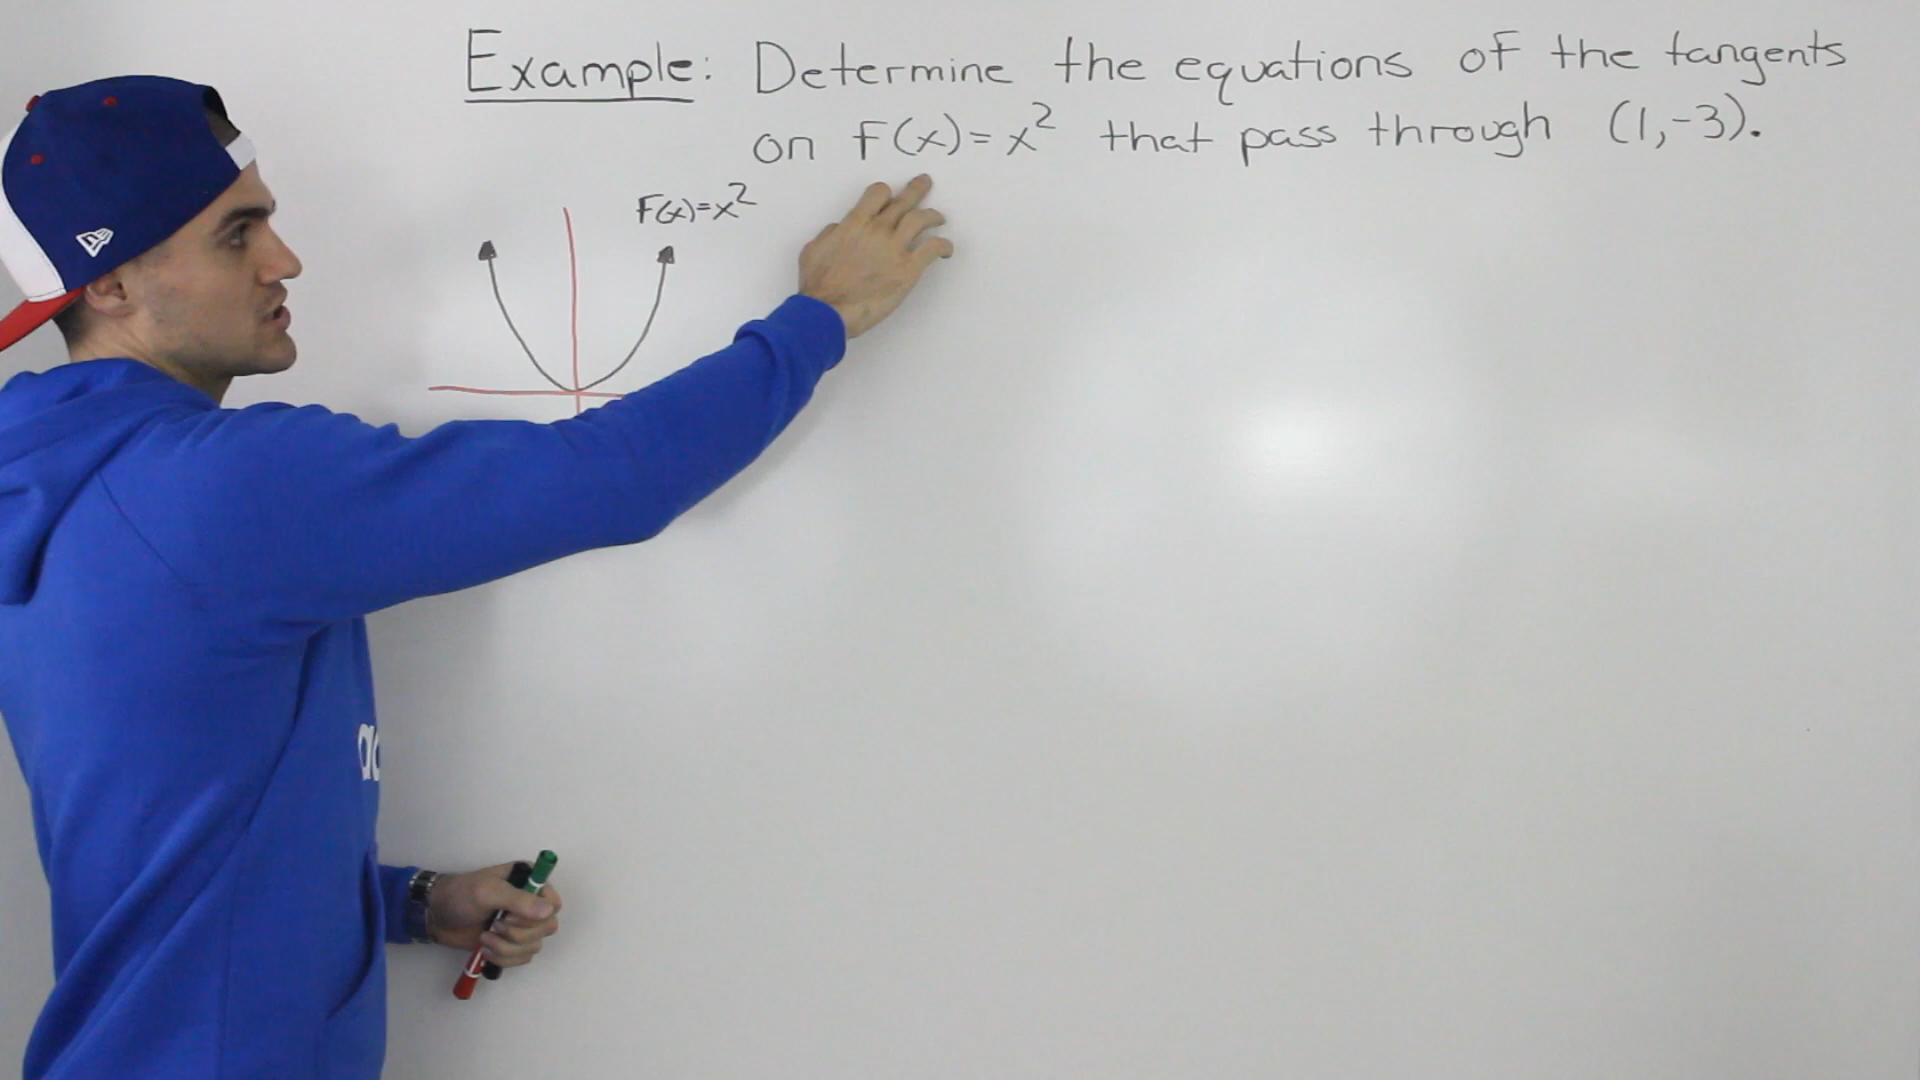 Example: Determine the equations of the tangents
on f(x)=x² that pass through (1,-3).
f(x)=x²